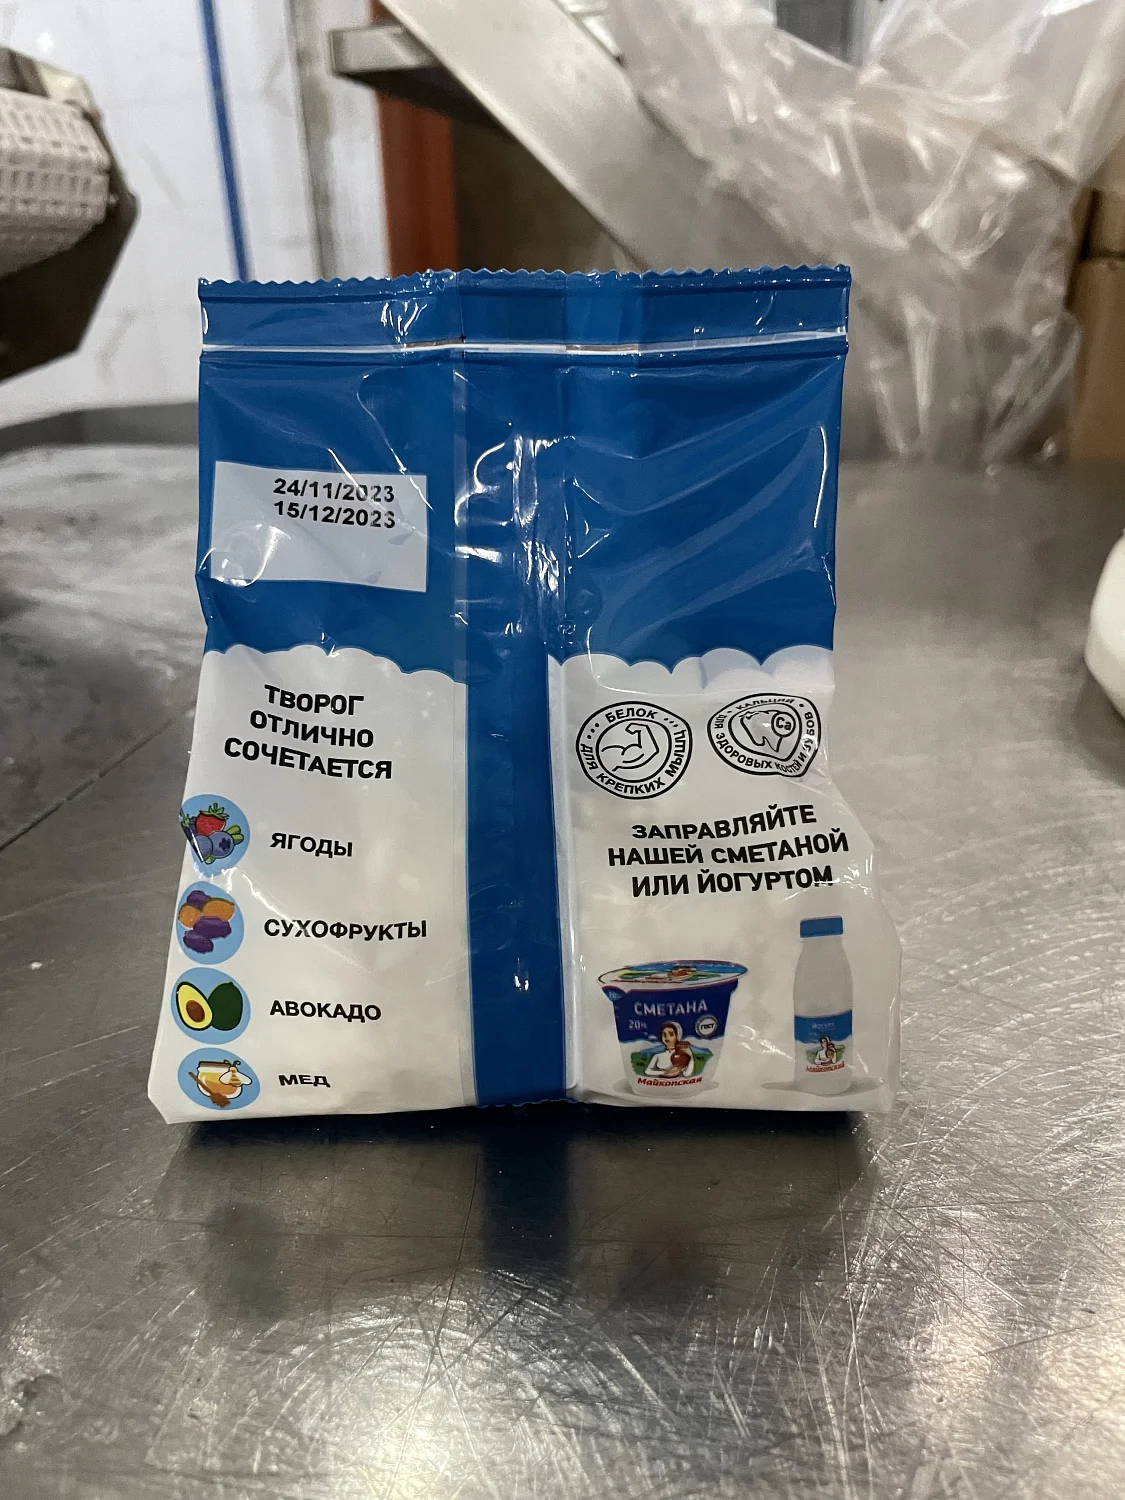 24/11/2023
15/12/2023
ТВОРОГ
ОТЛИЧНО
СОЧЕТАЕТСЯ
ЯГОДЫ
СУХОФРУКТЫ
АВОКАДО
МЕД
БЕЛОК
ДЛЯ КРЕПКИХ МЫШЦ
КАЛЬЦИЙ
ДЛЯ ЗДОРОВЫХ КОСТЕЙ И ЗУБОВ
Ca
ЗАПРАВЛЯЙТЕ
НАШЕЙ СМЕТАНОЙ
ИЛИ ЙОГУРТОМ
СМЕТАНА
20%
ГОСТ
Майкопская
Майкопский